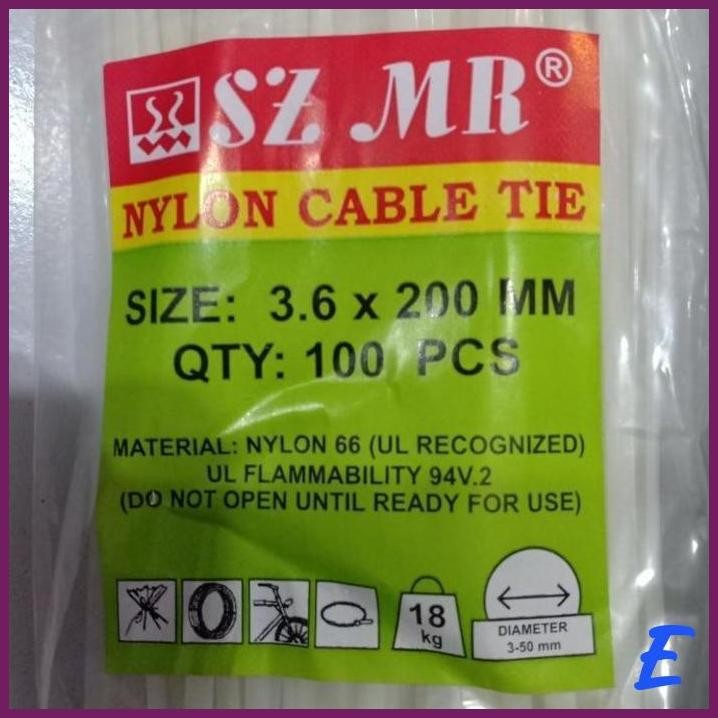 SZ MR®
NYLON CABLE TIE
SIZE: 3.6 x 200 MM
QTY: 100 PCS
MATERIAL: NYLON 66 (UL RECOGNIZED)
UL FLAMMABILITY 94V.2
(DO NOT OPEN UNTIL READY FOR USE)
18
kg
DIAMETER
3-50 mm
E